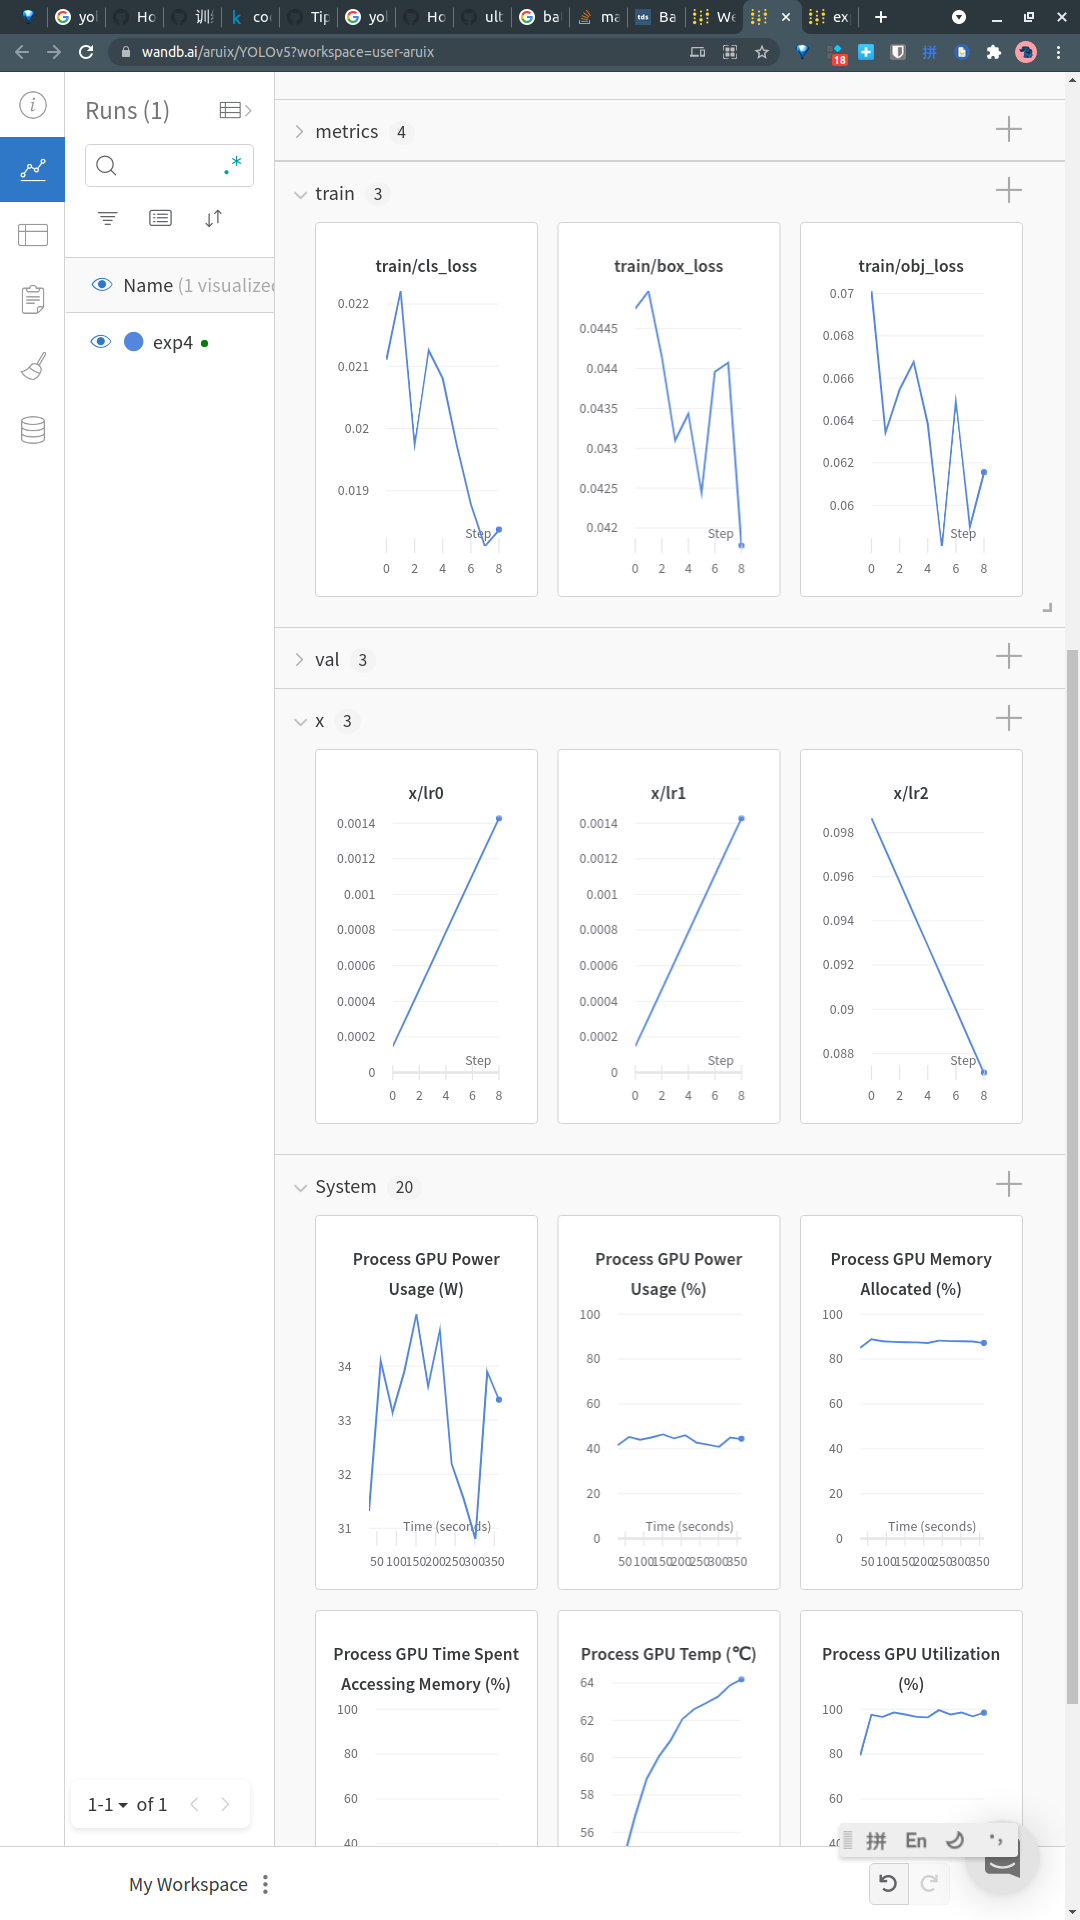 yo
Ho
训
k co
Tip
yo
Ho
ult
ba
ma
tds Ba
We
ex
wandb.ai/aruix/YOLOv5?workspace=user-aruix
18
拼
Runs (1)
.*
Name (1 visualized
exp4
1-1 of 1
metrics 4
train 3
train/cls_loss
0.022
0.021
0.02
0.019
Step
0 2 4 6 8
train/box_loss
0.0445
0.044
0.0435
0.043
0.0425
0.042
Step
0 2 4 6 8
train/obj_loss
0.07
0.068
0.066
0.064
0.062
0.06
Step
0 2 4 6 8
val 3
x 3
x/lr0
0.0014
0.0012
0.001
0.0008
0.0006
0.0004
0.0002
0
Step
0 2 4 6 8
x/lr1
0.0014
0.0012
0.001
0.0008
0.0006
0.0004
0.0002
0
Step
0 2 4 6 8
x/lr2
0.098
0.096
0.094
0.092
0.09
0.088
Step
0 2 4 6 8
System 20
Process GPU Power
Usage (W)
34
33
32
31
Time (seconds)
50 100 150 200 250 300 350
Process GPU Power
Usage (%)
100
80
60
40
20
0
Time (seconds)
50 100 150 200 250 300 350
Process GPU Memory
Allocated (%)
100
80
60
40
20
0
Time (seconds)
50 100 150 200 250 300 350
Process GPU Time Spent
Accessing Memory (%)
100
80
60
40
Process GPU Temp (℃)
64
62
60
58
56
Process GPU Utilization
(%)
100
80
60
拼 En
My Workspace